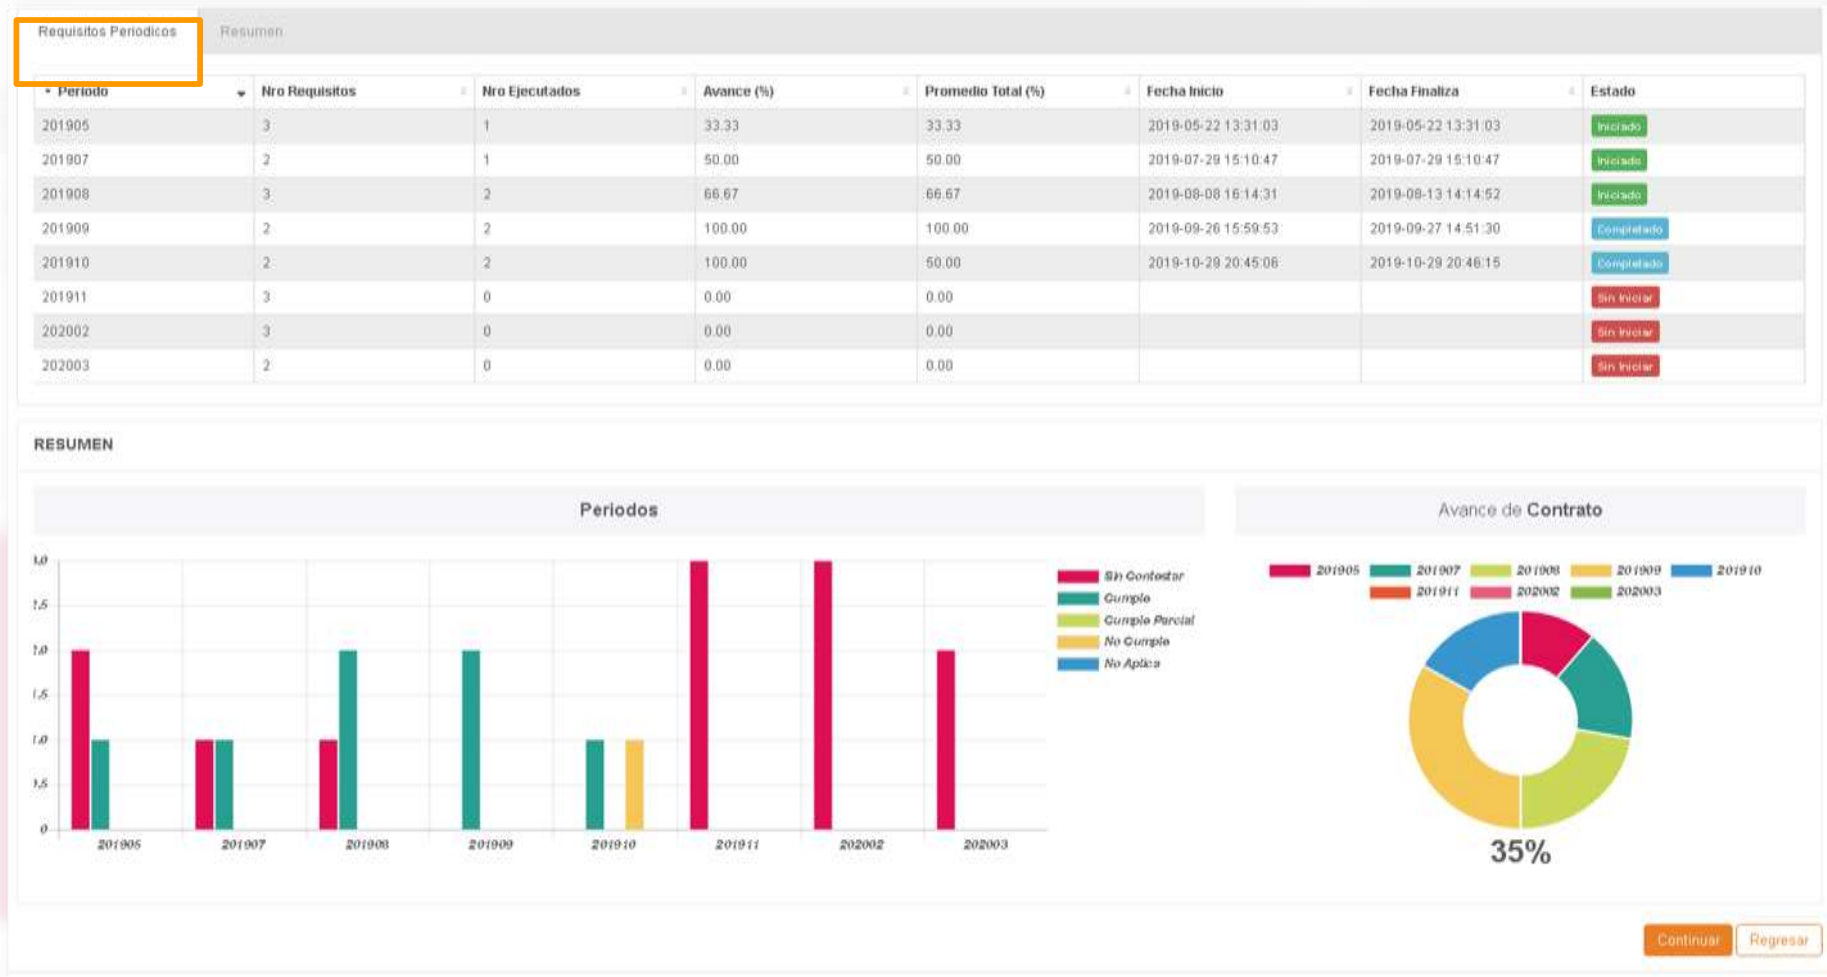 Requisitos Periodicos Resumen
Periodo Nro Requisitos Nro Ejecutados Avance (%) Promedio Total (%) Fecha Inicio Fecha Finaliza Estado
201905 3 1 33.33 33.33 2019-05-22 13:31:03 2019-05-22 13:31:03 Iniciado
201907 2 1 50.00 50.00 2019-07-29 15:10:47 2019-07-29 15:10:47 Iniciado
201908 3 2 66.67 66.67 2019-08-08 16:14:31 2019-08-13 14:14:52 Iniciado
201909 2 2 100.00 100.00 2019-09-26 15:59:53 2019-09-27 14:51:30 Completado
201910 2 2 100.00 50.00 2019-10-29 20:45:06 2019-10-29 20:46:15 Completado
201911 3 0 0.00 0.00 Sin Iniciar
202002 3 0 0.00 0.00 Sin Iniciar
202003 2 0 0.00 0.00 Sin Iniciar
RESUMEN
Periodos
0
201905 201907 201908 201909 201910 201911 202002 202003
Sin Contestar
Cumple
Cumple Parcial
No Cumple
No Aplica
Avance de Contrato
201905 201907 201908 201909 201910
201911 202002 202003
35%
Continuar Regresar